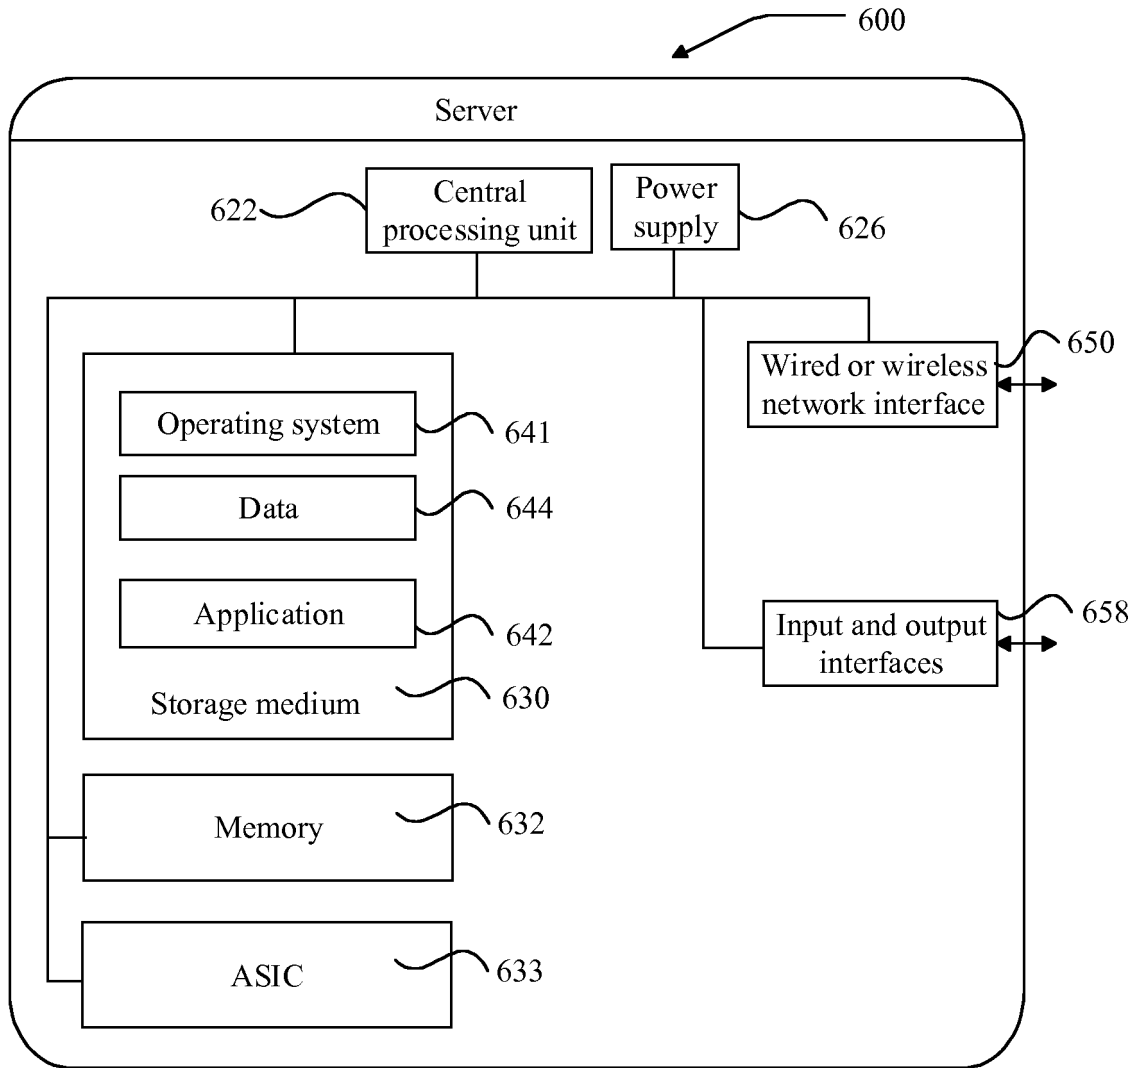 600
Server
622
Central
processing unit
Power
supply
626
Wired or wireless
network interface
650
Operating system
641
Data
644
Application
642
Storage medium
630
Input and output
interfaces
658
Memory
632
ASIC
633